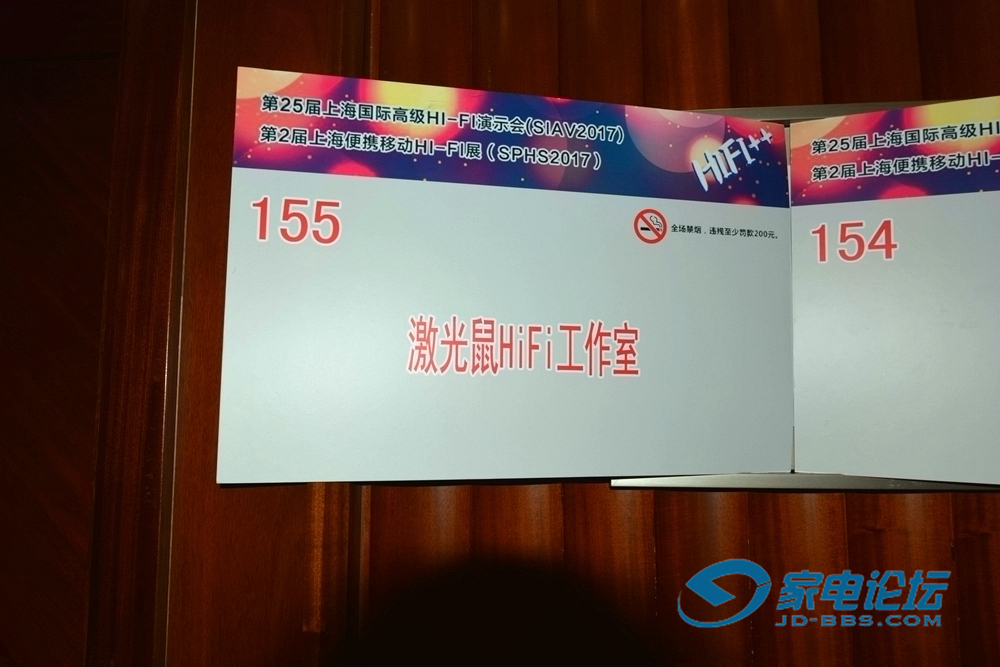 第25届上海国际高级HI-FI演示会(SIAV2017)
第2届上海便携移动HI-FI展（SPHS2017）
HiFi++
155
全场禁烟，违规至少罚款200元。
激光鼠HiFi工作室
第25届上海国际高级HI
第2届上海便携移动HI-
154
家电论坛
JD-BBS.COM